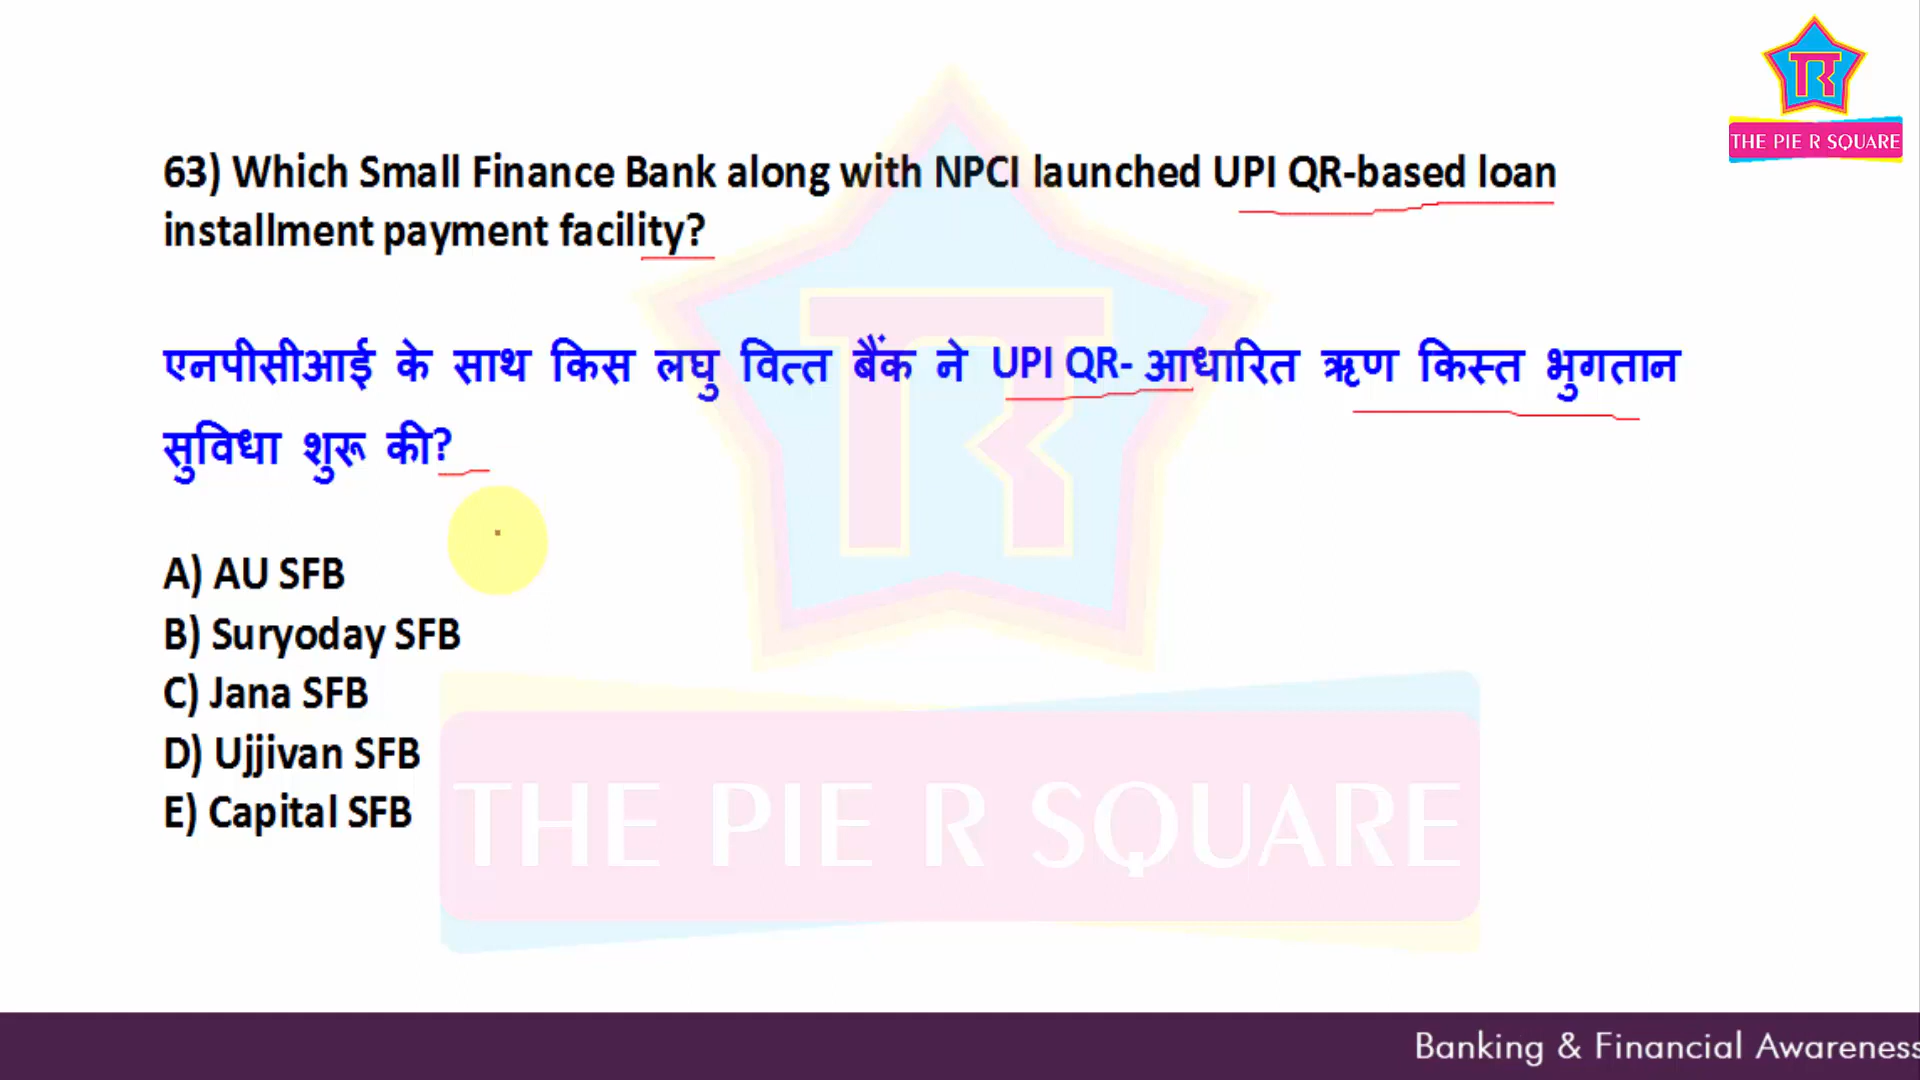 THE PIE R SQUARE
63) Which Small Finance Bank along with NPCI launched UPI QR-based loan
installment payment facility?
एनपीसीआई के साथ किस लघु वित्त बैंक ने UPI QR- आधारित ऋण किस्त भुगतान
सुविधा शुरू की?
A) AU SFB
B) Suryoday SFB
C) Jana SFB
D) Ujjivan SFB
E) Capital SFB
THE PIE R SQUARE
Banking & Financial Awareness